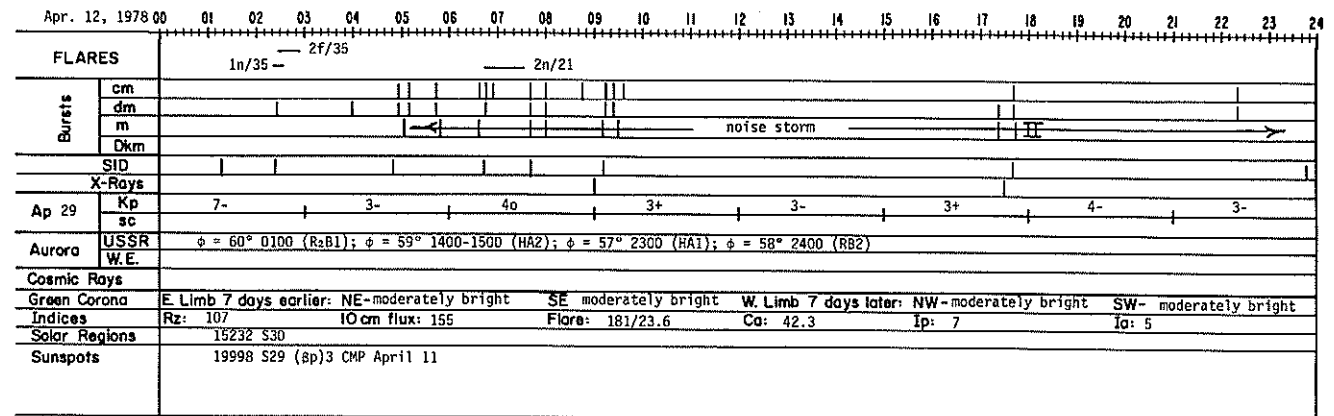 Apr. 12, 1978 00 01 02 03 04 05 06 07 08 09 10 11 12 13 14 15 16 17 18 19 20 21 22 23 24
FLARES
2f/35
1n/35
2n/21
Bursts
cm
dm
m
noise storm
II
Dkm
SID
X-Rays
Ap 29
Kp 7- 3- 4o 3+ 3- 3+ 4- 3-
sc
Aurora
USSR φ = 60° 0100 (R2B1); φ = 59° 1400-1500 (HA2); φ = 57° 2300 (HA1); φ = 58° 2400 (RB2)
W.E.
Cosmic Rays
Green Corona E. Limb 7 days earlier: NE-moderately bright SE moderately bright W. Limb 7 days later: NW-moderately bright SW- moderately bright
Indices Rz: 107 10 cm flux: 155 Flare: 181/23.6 Ca: 42.3 Ip: 7 Ia: 5
Solar Regions 15232 S30
Sunspots 19998 S29 (βp)3 CMP April 11